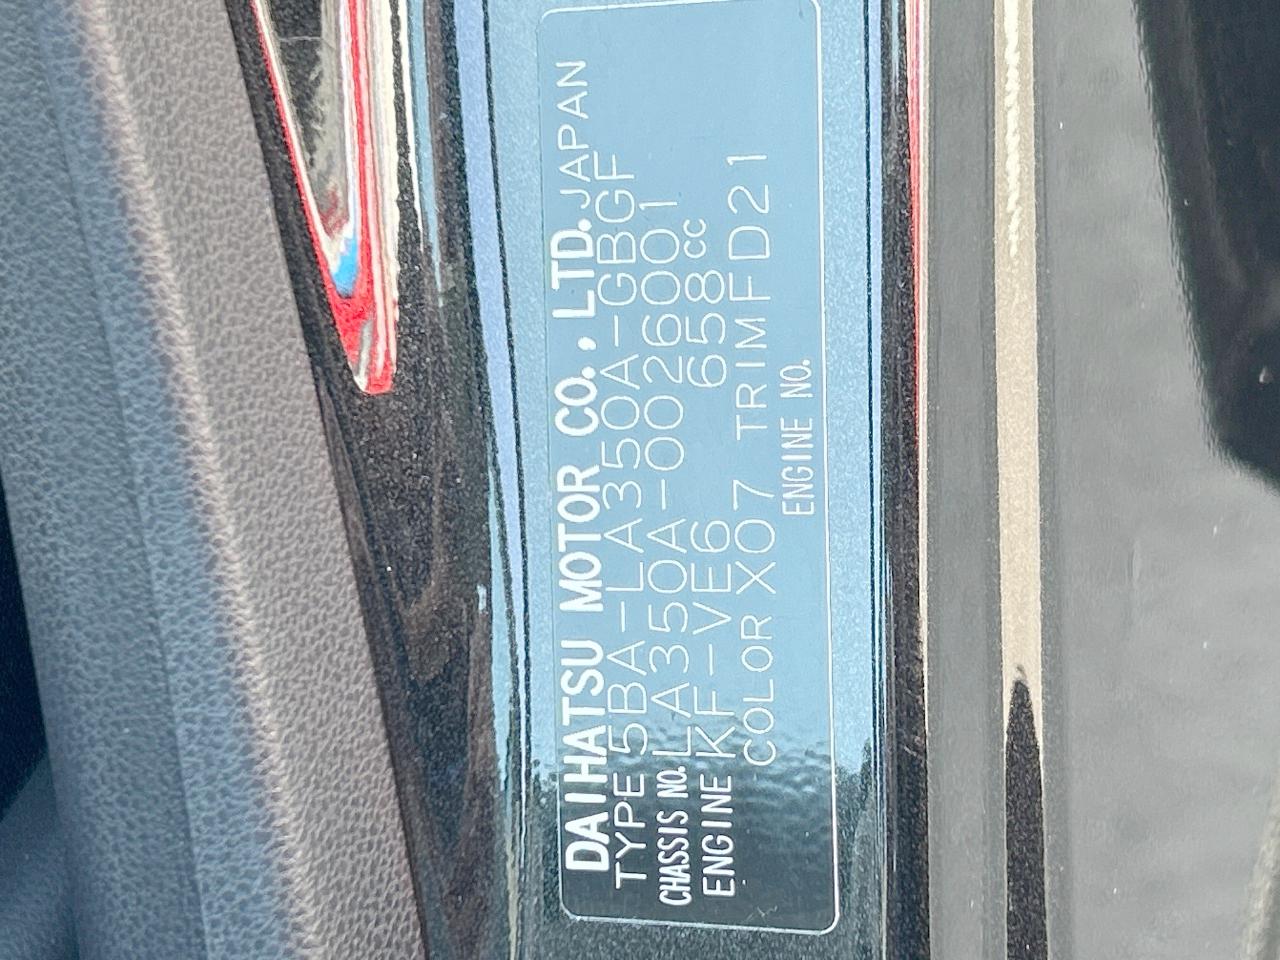 DAIHATSU MOTOR CO., LTD. JAPAN
TYPE 5BA-LA350A-GBGF
CHASSIS NO. LA350A-0026001
ENGINE KF-VE6 658cc
COLOR X07 TRIM FD21
ENGINE NO.